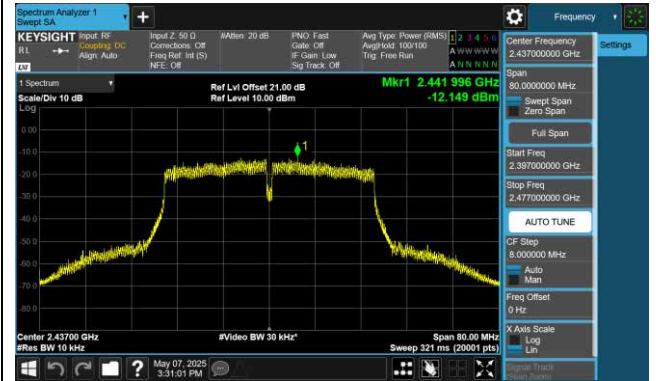 Spectrum Analyzer 1
Swept SA
Frequency
KEYSIGHT
RL
LXI
Input: RF
Coupling: DC
Align: Auto
Input Z: 50 Ω
Corrections: Off
Freq Ref: Int (S)
NFE: Off
#Atten: 20 dB
PNO: Fast
Gate: Off
IF Gain: Low
Sig Track: Off
Avg Type: Power (RMS)
Avg|Hold: 100/100
Trig: Free Run
1 2 3 4 5 6
A W W W W W
A N N N N N
1 Spectrum
Scale/Div 10 dB
Log
Ref Lvl Offset 21.00 dB
Ref Level 10.00 dBm
Mkr1 2.441 996 GHz
-12.149 dBm
0.00
-10.0
-20.0
-30.0
-40.0
-50.0
-60.0
-70.0
-80.0
1
Center 2.43700 GHz
#Res BW 10 kHz
#Video BW 30 kHz*
Span 80.00 MHz
Sweep 321 ms (20001 pts)
May 07, 2025
3:31:01 PM
Center Frequency
2.437000000 GHz
Settings
Span
80.0000000 MHz
Swept Span
Zero Span
Full Span
Start Freq
2.397000000 GHz
Stop Freq
2.477000000 GHz
AUTO TUNE
CF Step
8.000000 MHz
Auto
Man
Freq Offset
0 Hz
X Axis Scale
Log
Lin
Signal Track
(Span Zoom)